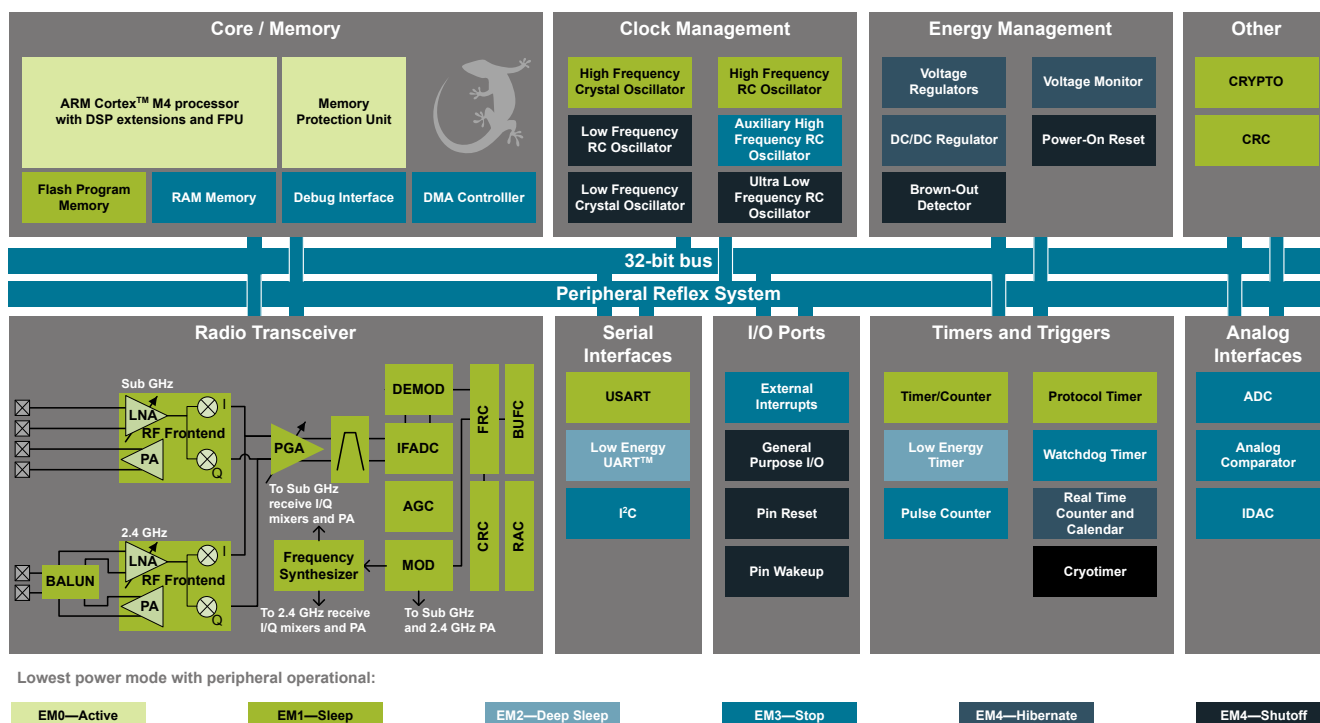 Core / Memory
ARM Cortex™ M4 processor
with DSP extensions and FPU
Memory
Protection Unit
Flash Program
Memory
RAM Memory
Debug Interface
DMA Controlller
Clock Management
High Frequency
Crystal Oscillator
High Frequency
RC Oscillator
Low Frequency
RC Oscillator
Auxiliary High
Frequency RC
Oscillator
Low Frequency
Crystal Oscillator
Ultra Low
Frequency RC
Oscillator
Energy Management
Voltage
Regulators
Voltage Monitor
DC/DC Regulator
Power-On Reset
Brown-Out
Detector
Other
CRYPTO
CRC
32-bit bus
Peripheral Reflex System
Radio Transceiver
Sub GHz
LNA
RF Frontend
PA
I
Q
PGA
To Sub GHz
receive I/Q
mixers and PA
DEMOD
IFADC
AGC
MOD
FRC
BUFC
CRC
RAC
2.4 GHz
BALUN
LNA
RF Frontend
PA
I
Q
Frequency
Synthesizer
To 2.4 GHz receive
I/Q mixers and PA
To Sub GHz
and 2.4 GHz PA
Serial
Interfaces
USART
Low Energy
UART™
I²C
I/O Ports
External
Interrupts
General
Purpose I/O
Pin Reset
Pin Wakeup
Timers and Triggers
Timer/Counter
Protocol Timer
Low Energy
Timer
Watchdog Timer
Pulse Counter
Real Time
Counter and
Calendar
Cryotimer
Analog
Interfaces
ADC
Analog
Comparator
IDAC
Lowest power mode with peripheral operational:
EM0—Active
EM1—Sleep
EM2—Deep Sleep
EM3—Stop
EM4—Hibernate
EM4—Shutoff